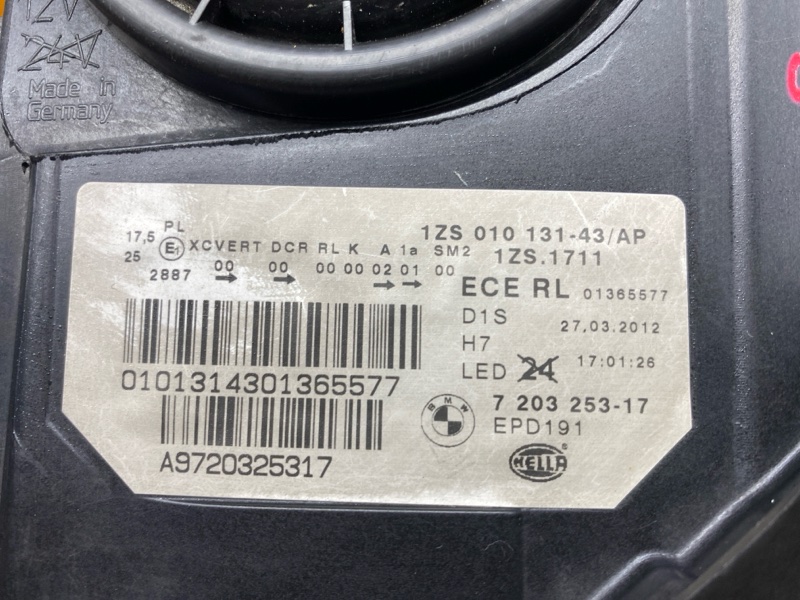 12V
24V
Made in
Germany
PL
17,5 E1 XCVERT DCR RL K A 1a SM2
25 00 00 00 00 02 01 00
2887 → → → →
1ZS 010 131-43/AP
1ZS.1711
ECE RL 01365577
D1S 27.03.2012
H7
LED 24 17:01:26
0101314301365577
BMW 7 203 253-17
EPD191
A9720325317
HELLA